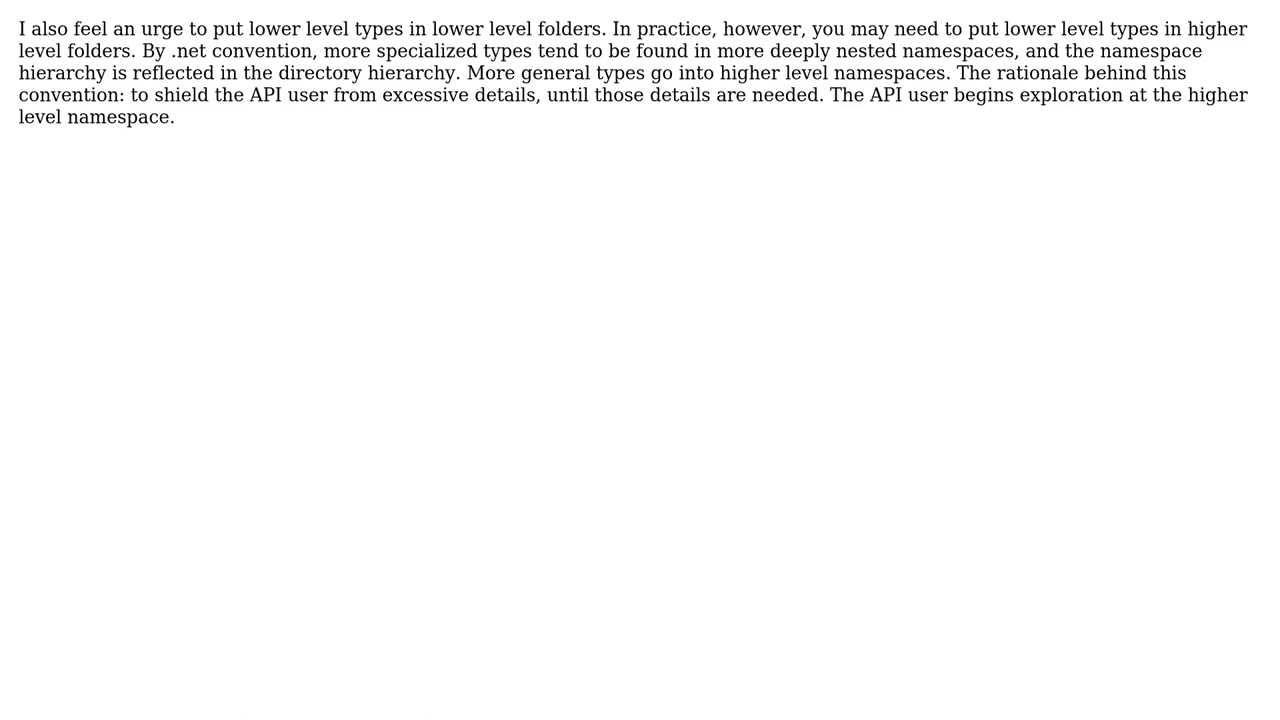 I also feel an urge to put lower level types in lower level folders. In practice, however, you may need to put lower level types in higher
level folders. By .net convention, more specialized types tend to be found in more deeply nested namespaces, and the namespace
hierarchy is reflected in the directory hierarchy. More general types go into higher level namespaces. The rationale behind this
convention: to shield the API user from excessive details, until those details are needed. The API user begins exploration at the higher
level namespace.